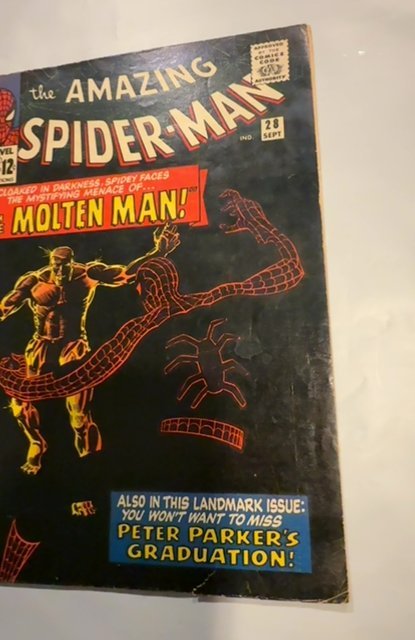 the AMAZING
SPIDER-MAN
APPROVED
BY THE
COMICS
CODE
AUTHORITY
12¢
IND.
28
SEPT
CLOAKED IN DARKNESS, SPIDEY FACES
THE MYSTIFYING MENACE OF...
MOLTEN MAN!"
ALSO IN THIS LANDMARK ISSUE:
YOU WON'T WANT TO MISS
PETER PARKER'S
GRADUATION!